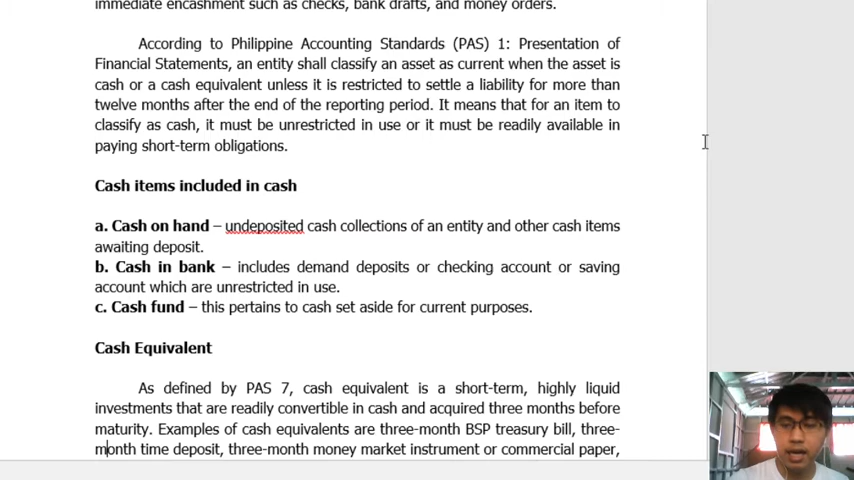 immediate encashment such as checks, bank drafts, and money orders.
According to Philippine Accounting Standards (PAS) 1: Presentation of
Financial Statements, an entity shall classify an asset as current when the asset is
cash or a cash equivalent unless it is restricted to settle a liability for more than
twelve months after the end of the reporting period. It means that for an item to
classify as cash, it must be unrestricted in use or it must be readily available in
paying short-term obligations.
Cash items included in cash
a. Cash on hand – undeposited cash collections of an entity and other cash items
awaiting deposit.
b. Cash in bank – includes demand deposits or checking account or saving
account which are unrestricted in use.
c. Cash fund – this pertains to cash set aside for current purposes.
Cash Equivalent
As defined by PAS 7, cash equivalent is a short-term, highly liquid
investments that are readily convertible in cash and acquired three months before
maturity. Examples of cash equivalents are three-month BSP treasury bill, three-
month time deposit, three-month money market instrument or commercial paper,